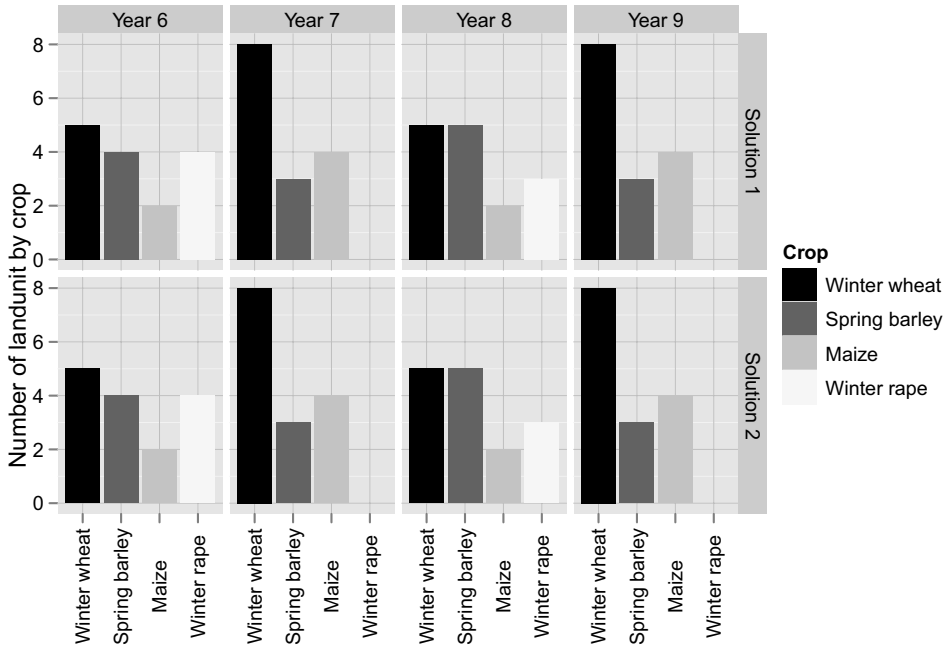 Year 6
Year 7
Year 8
Year 9
Number of landunit by crop
8
6
4
2
0
Solution 1
8
6
4
2
0
Solution 2
Winter wheat
Spring barley
Maize
Winter rape
Winter wheat
Spring barley
Maize
Winter rape
Winter wheat
Spring barley
Maize
Winter rape
Winter wheat
Spring barley
Maize
Winter rape
Crop
Winter wheat
Spring barley
Maize
Winter rape